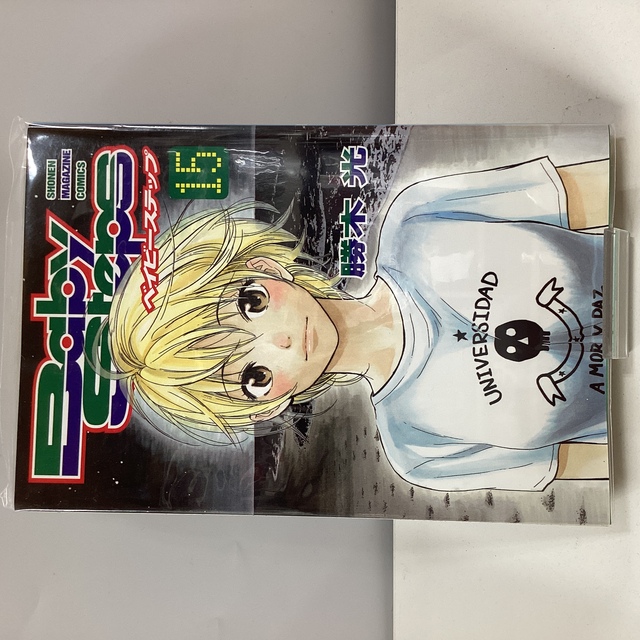 SHONEN
MAGAZINE
COMICS
Baby
Steps
ベイビーステップ
15
勝木 光
UNIVERSIDAD
A MOR Y DAZ